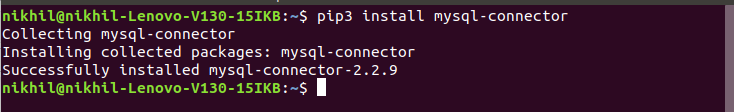 nikhil@nikhil-Lenovo-V130-15IKB:~$ pip3 install mysql-connector
Collecting mysql-connector
Installing collected packages: mysql-connector
Successfully installed mysql-connector-2.2.9
nikhil@nikhil-Lenovo-V130-15IKB:~$